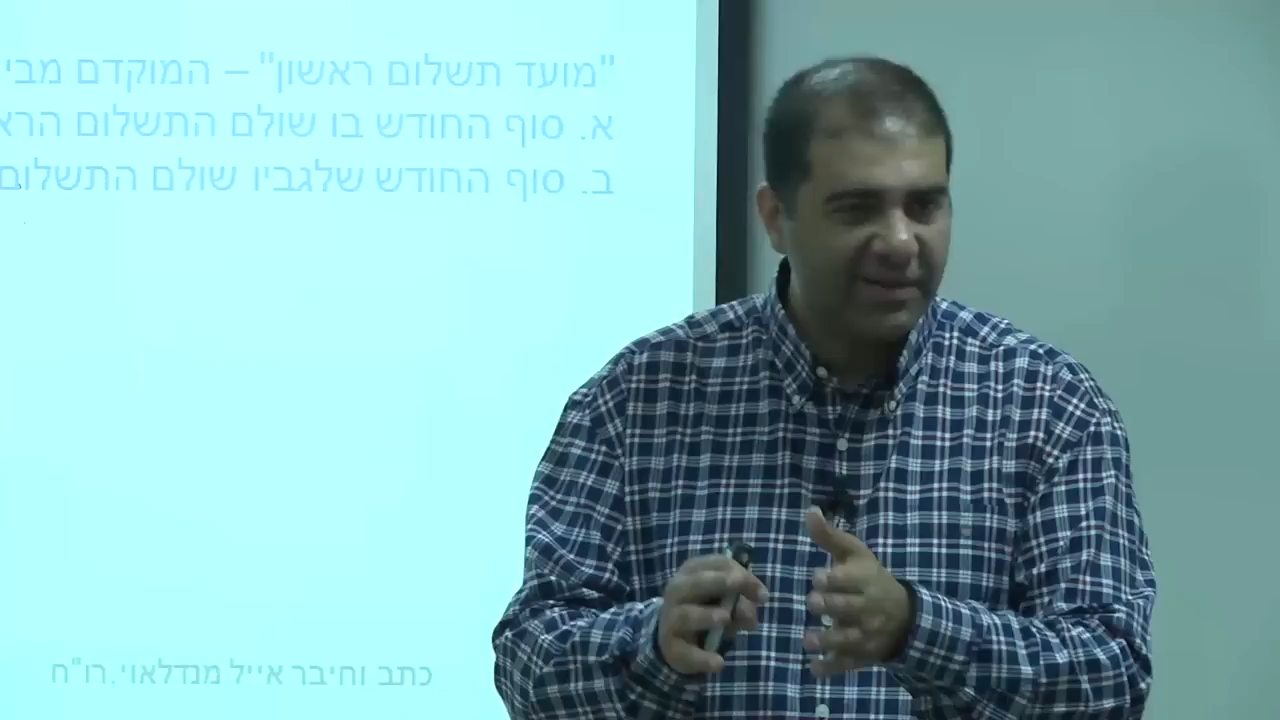 "מועד תשלום ראשון" – המוקדם מבי
א. סוף החודש בו שולם התשלום הרא
ב. סוף החודש שלגביו שולם התשלום
כתב וחיבר אייל מנדלאוי, רו"ח